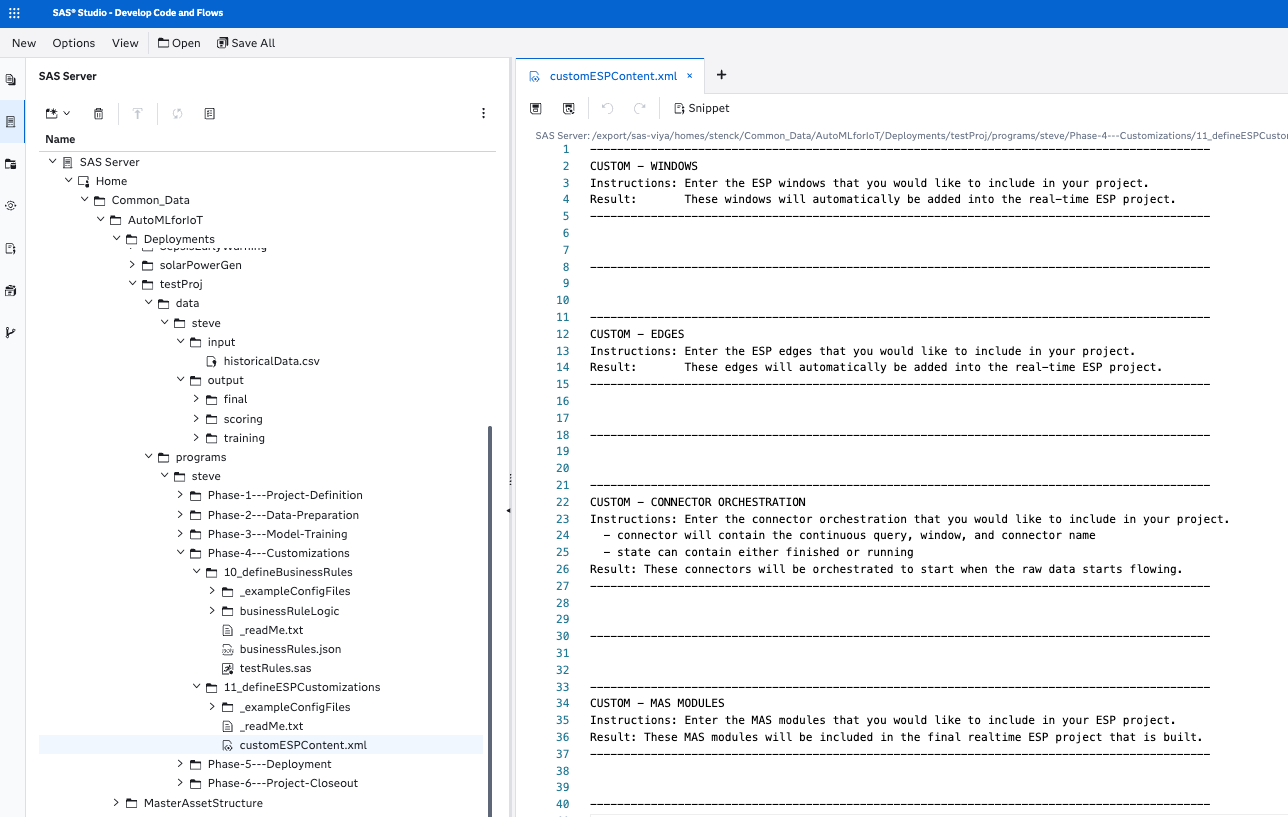 SAS® Studio - Develop Code and Flows
New Options View Open Save All
SAS Server
Name
SAS Server
Home
Common_Data
AutoMLforIoT
Deployments
solarPowerGen
testProj
data
steve
input
historicalData.csv
output
final
scoring
training
programs
steve
Phase-1---Project-Definition
Phase-2---Data-Preparation
Phase-3---Model-Training
Phase-4---Customizations
10_defineBusinessRules
_exampleConfigFiles
businessRuleLogic
_readMe.txt
businessRules.json
testRules.sas
11_defineESPCustomizations
_exampleConfigFiles
_readMe.txt
customESPContent.xml
Phase-5---Deployment
Phase-6---Project-Closeout
MasterAssetStructure
customESPContent.xml × +
Snippet
SAS Server: /export/sas-viya/homes/stenck/Common_Data/AutoMLforIoT/Deployments/testProj/programs/steve/Phase-4---Customizations/11_defineESPCustom
1 --------------------------------------------------------------------------------------------
2 CUSTOM - WINDOWS
3 Instructions: Enter the ESP windows that you would like to include in your project.
4 Result: These windows will automatically be added into the real-time ESP project.
5 --------------------------------------------------------------------------------------------
6
7
8 --------------------------------------------------------------------------------------------
9
10
11 --------------------------------------------------------------------------------------------
12 CUSTOM - EDGES
13 Instructions: Enter the ESP edges that you would like to include in your project.
14 Result: These edges will automatically be added into the real-time ESP project.
15 --------------------------------------------------------------------------------------------
16
17
18 --------------------------------------------------------------------------------------------
19
20
21 --------------------------------------------------------------------------------------------
22 CUSTOM - CONNECTOR ORCHESTRATION
23 Instructions: Enter the connector orchestration that you would like to include in your project.
24 - connector will contain the continuous query, window, and connector name
25 - state can contain either finished or running
26 Result: These connectors will be orchestrated to start when the raw data starts flowing.
27 --------------------------------------------------------------------------------------------
28
29
30 --------------------------------------------------------------------------------------------
31
32
33 --------------------------------------------------------------------------------------------
34 CUSTOM - MAS MODULES
35 Instructions: Enter the MAS modules that you would like to include in your ESP project.
36 Result: These MAS modules will be included in the final realtime ESP project that is built.
37 --------------------------------------------------------------------------------------------
38
39
40 --------------------------------------------------------------------------------------------